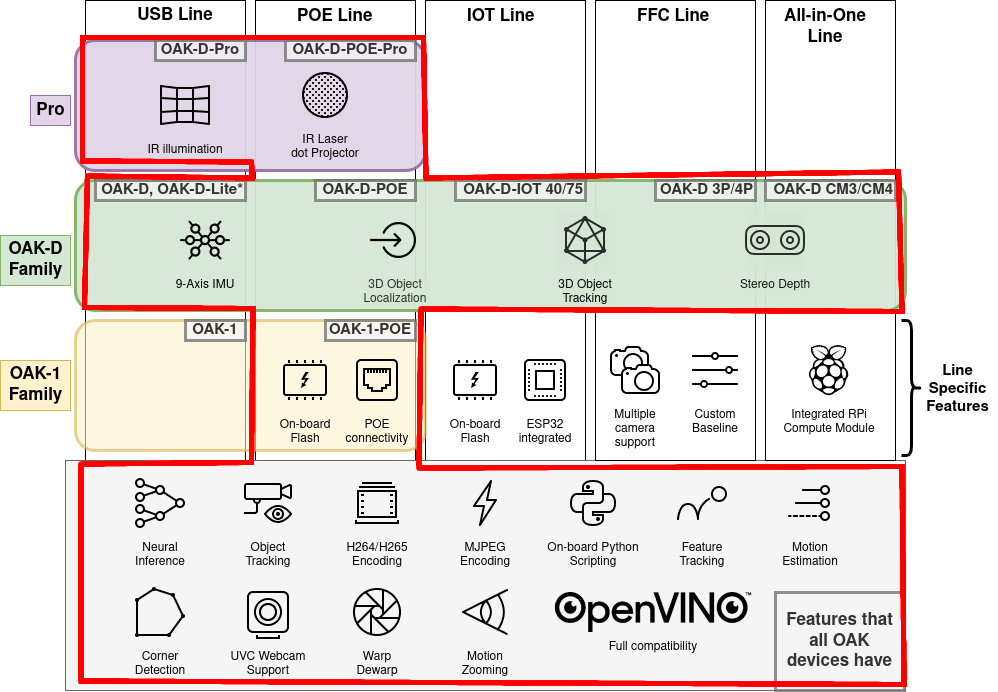 USB Line
POE Line
IOT Line
FFC Line
All-in-One
Line
OAK-D-Pro
OAK-D-POE-Pro
Pro
IR illumination
IR Laser
dot Projector
OAK-D, OAK-D-Lite*
OAK-D-POE
OAK-D-IOT 40/75
OAK-D 3P/4P
OAK-D CM3/CM4
OAK-D
Family
9-Axis IMU
3D Object
Localization
3D Object
Tracking
Stereo Depth
OAK-1
OAK-1-POE
OAK-1
Family
On-board
Flash
POE
connectivity
On-board
Flash
ESP32
integrated
Multiple
camera
support
Custom
Baseline
Integrated RPi
Compute Module
Line
Specific
Features
Neural
Inference
Object
Tracking
H264/H265
Encoding
MJPEG
Encoding
On-board Python
Scripting
Feature
Tracking
Motion
Estimation
Corner
Detection
UVC Webcam
Support
Warp
Dewarp
Motion
Zooming
OpenVINO™
Full compatibility
Features that
all OAK
devices have